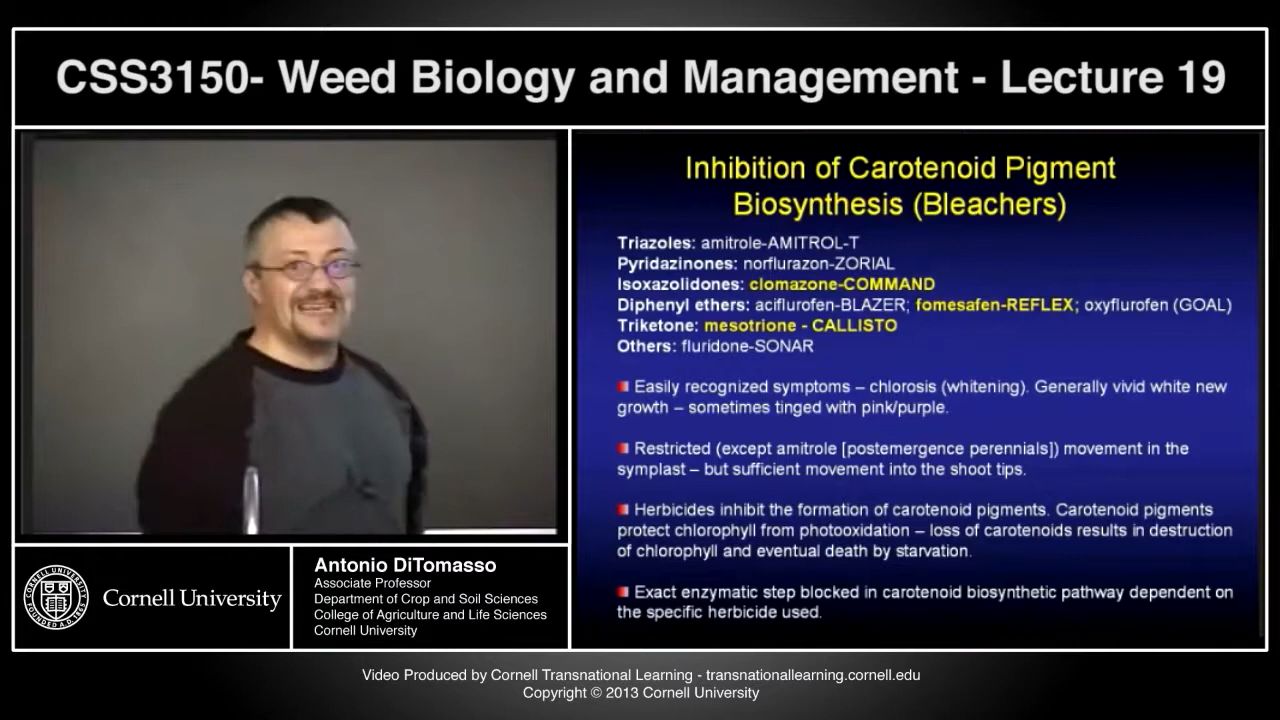 CSS3150- Weed Biology and Management - Lecture 19
Inhibition of Carotenoid Pigment
Biosynthesis (Bleachers)
Triazoles: amitrole-AMITROL-T
Pyridazinones: norflurazon-ZORIAL
Isoxazolidones: clomazone-COMMAND
Diphenyl ethers: aciflurofen-BLAZER; fomesafen-REFLEX; oxyflurofen (GOAL)
Triketone: mesotrione - CALLISTO
Others: fluridone-SONAR
Easily recognized symptoms – chlorosis (whitening). Generally vivid white new
growth – sometimes tinged with pink/purple.
Restricted (except amitrole [postemergence perennials]) movement in the
symplast – but sufficient movement into the shoot tips.
Herbicides inhibit the formation of carotenoid pigments. Carotenoid pigments
protect chlorophyll from photooxidation – loss of carotenoids results in destruction
of chlorophyll and eventual death by starvation.
Exact enzymatic step blocked in carotenoid biosynthetic pathway dependent on
the specific herbicide used.
Cornell University
Antonio DiTomasso
Associate Professor
Department of Crop and Soil Sciences
College of Agriculture and Life Sciences
Cornell University
Video Produced by Cornell Transnational Learning - transnationallearning.cornell.edu
Copyright © 2013 Cornell University